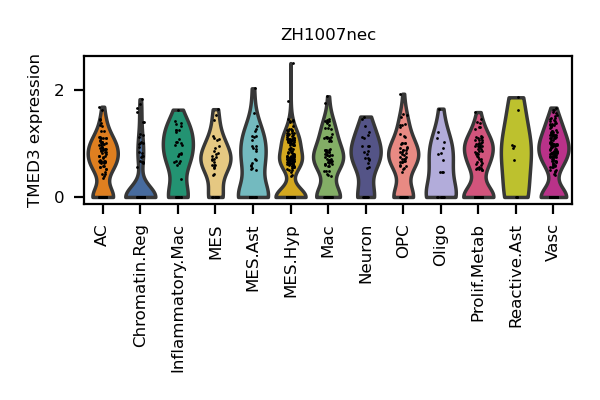 ZH1007nec
TMED3 expression
2
0
AC
Chromatin.Reg
Inflammatory.Mac
MES
MES.Ast
MES.Hyp
Mac
Neuron
OPC
Oligo
Prolif.Metab
Reactive.Ast
Vasc